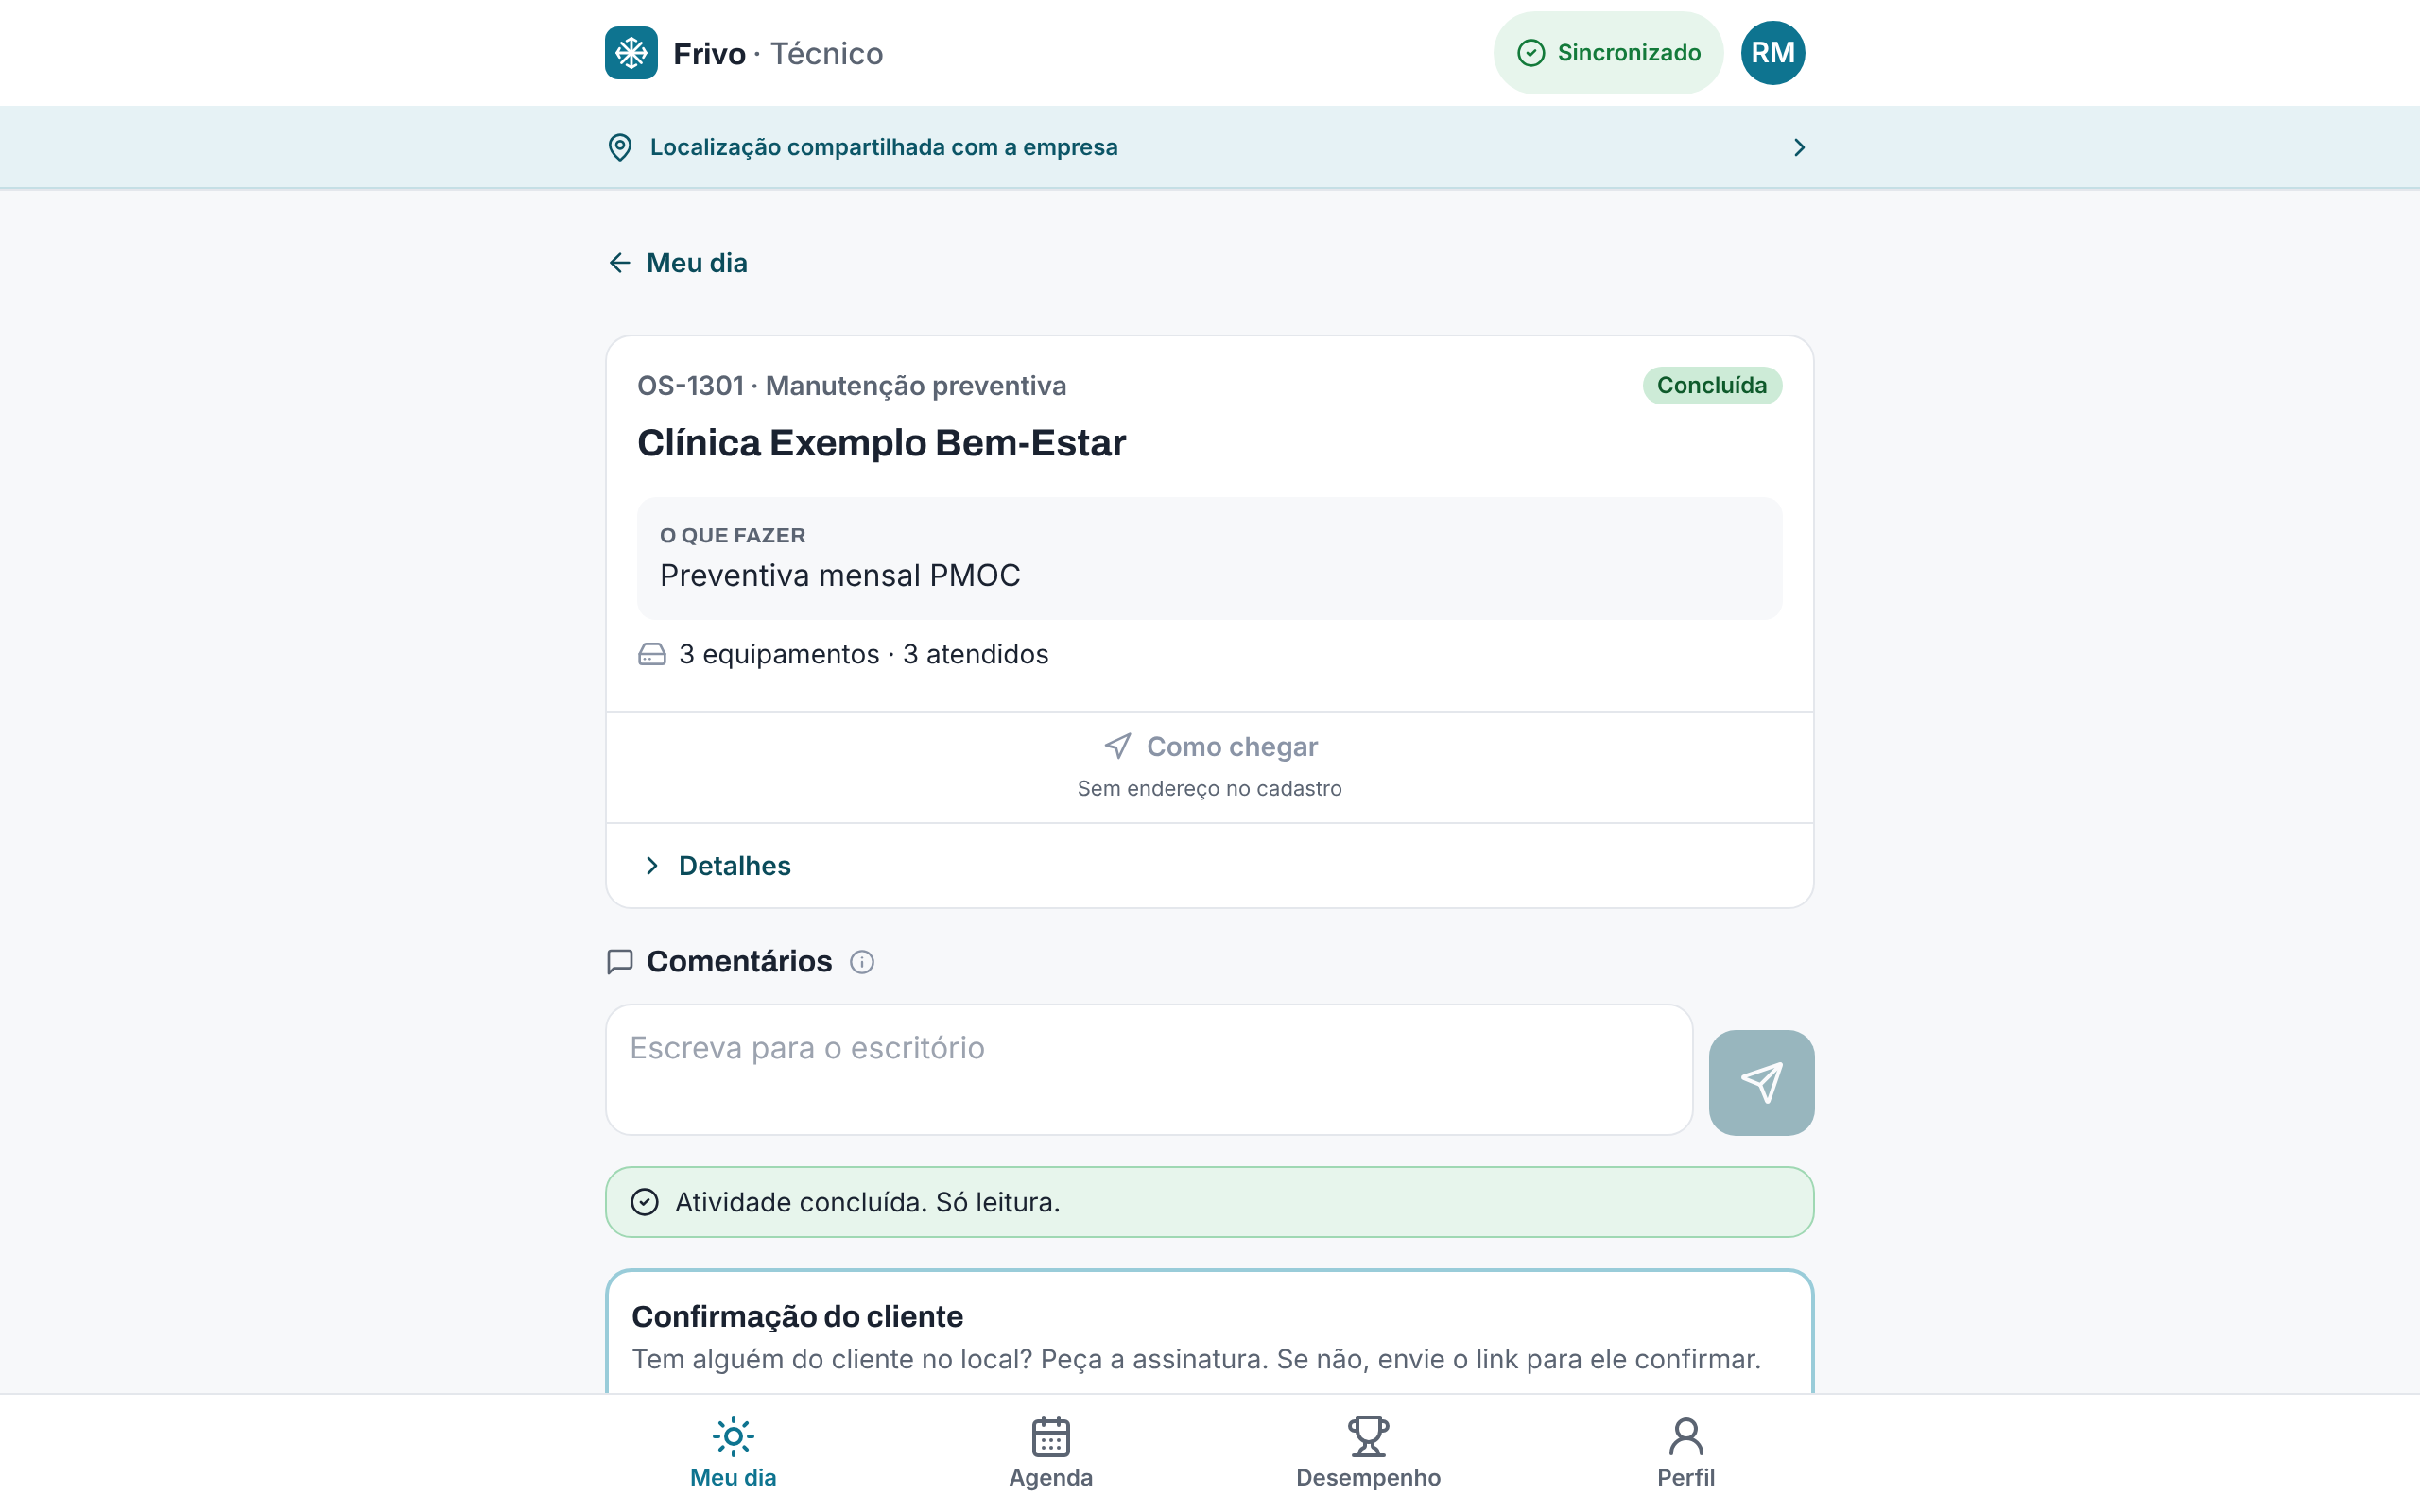 Frivo · Técnico
Sincronizado
RM
Localização compartilhada com a empresa
Meu dia
OS-1301 · Manutenção preventiva
Concluída
Clínica Exemplo Bem-Estar
O QUE FAZER
Preventiva mensal PMOC
3 equipamentos · 3 atendidos
Como chegar
Sem endereço no cadastro
Detalhes
Comentários
Escreva para o escritório
Atividade concluída. Só leitura.
Confirmação do cliente
Tem alguém do cliente no local? Peça a assinatura. Se não, envie o link para ele confirmar.
Meu dia
Agenda
Desempenho
Perfil